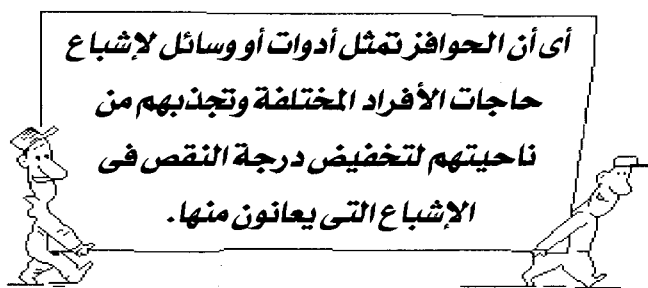 أى أن الحوافز تمثل أدوات أو وسائل لإشباع
حاجات الأفراد المختلفة وتجذبهم من
ناحيتهم لتخفيض درجة النقص فى
الإشباع التى يعانون منها.